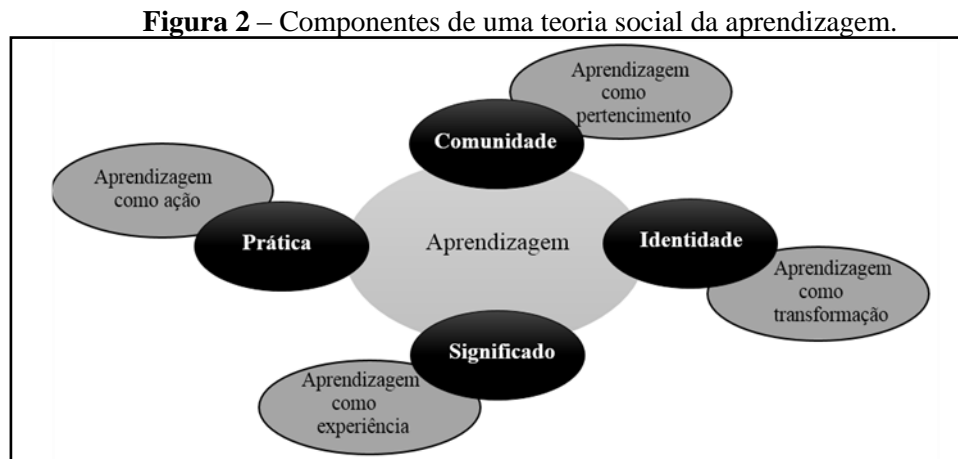 Figura 2 – Componentes de uma teoria social da aprendizagem.
Aprendizagem
como
pertencimento
Comunidade
Aprendizagem
como ação
Prática
Aprendizagem
Identidade
Aprendizagem
como
transformação
Significado
Aprendizagem
como
experiência